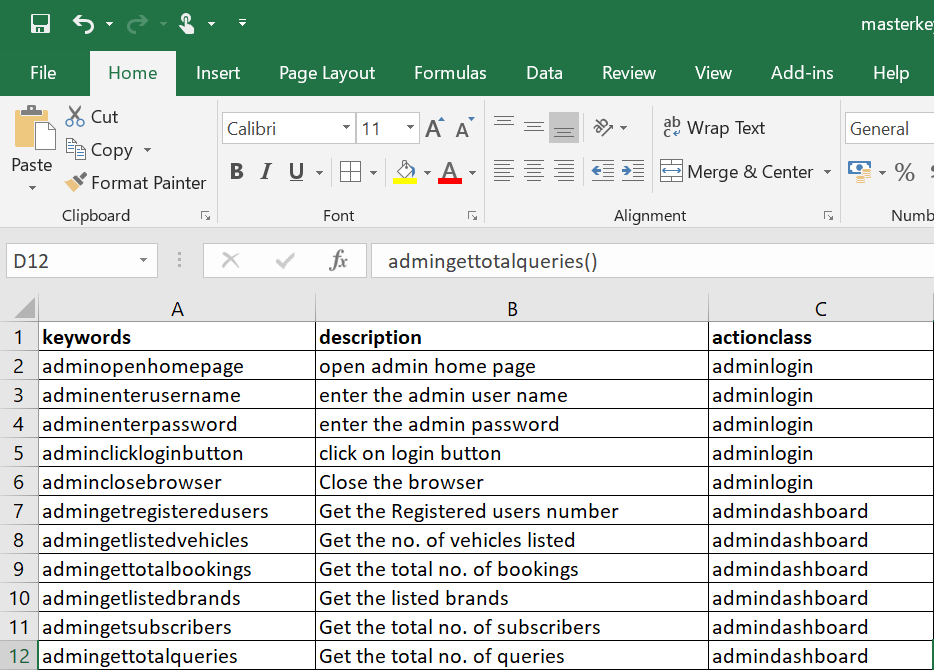 masterke
File Home Insert Page Layout Formulas Data Review View Add-ins Help
Paste
Cut
Copy
Format Painter
Clipboard
Calibri 11
B I U A
Font
ab Wrap Text
Merge & Center
Alignment
General
%
Numb
D12 fx admingettotalqueries()
A B C
1 keywords description actionclass
2 adminopenhomepage open admin home page adminlogin
3 adminenterusername enter the admin user name adminlogin
4 adminenterpassword enter the admin password adminlogin
5 adminclickloginbutton click on login button adminlogin
6 adminclosebrowser Close the browser adminlogin
7 admingetregisteredusers Get the Registered users number admindashboard
8 admingetlistedvehicles Get the no. of vehicles listed admindashboard
9 admingettotalbookings Get the total no. of bookings admindashboard
10 admingetlistedbrands Get the listed brands admindashboard
11 admingetsubscribers Get the total no. of subscribers admindashboard
12 admingettotalqueries Get the total no. of queries admindashboard